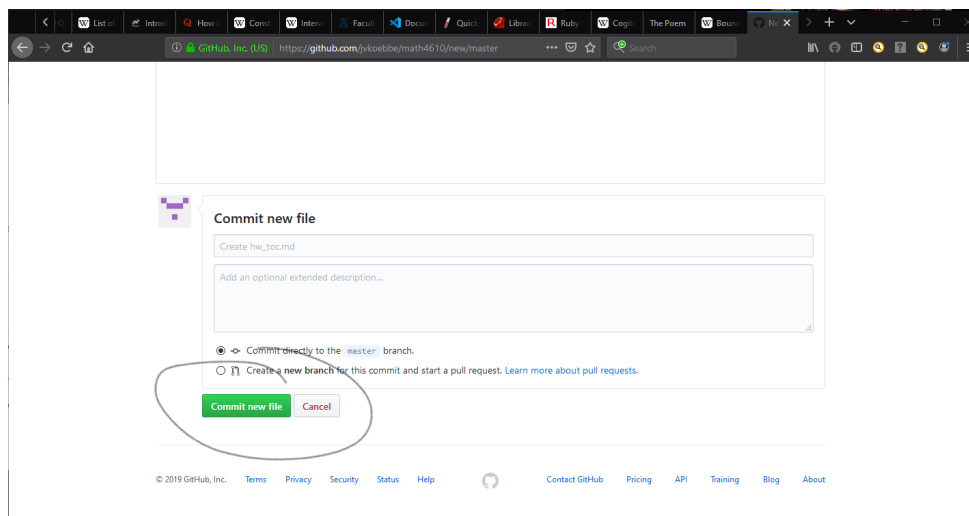 List of
Introd
How t
Const
Interv
Facult
Docu
Quick
Librar
Ruby
Cogit
The Poem
Boun
Ne
GitHub, Inc. (US) https://github.com/jvkoebbe/math4610/new/master Search
Commit new file
Create hw_toc.md
Add an optional extended description...
Commit directly to the master branch.
Create a new branch for this commit and start a pull request. Learn more about pull requests.
Commit new file Cancel
© 2019 GitHub, Inc. Terms Privacy Security Status Help Contact GitHub Pricing API Training Blog About